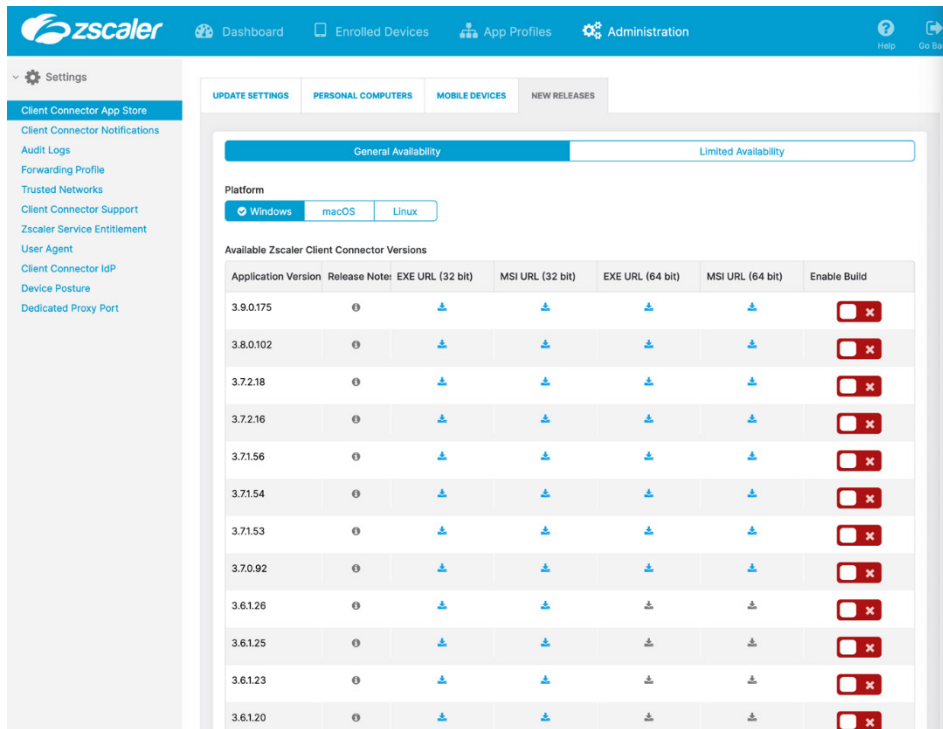 zscaler
Dashboard Enrolled Devices App Profiles Administration Help Go Ba
Settings
UPDATE SETTINGS PERSONAL COMPUTERS MOBILE DEVICES NEW RELEASES
Client Connector App Store
Client Connector Notifications
Audit Logs
Forwarding Profile
Trusted Networks
Client Connector Support
Zscaler Service Entitlement
User Agent
Client Connector IdP
Device Posture
Dedicated Proxy Port
General Availability Limited Availability
Platform
Windows macOS Linux
Available Zscaler Client Connector Versions
Application Version Release Notes EXE URL (32 bit) MSI URL (32 bit) EXE URL (64 bit) MSI URL (64 bit) Enable Build
3.9.0.175
3.8.0.102
3.7.2.18
3.7.2.16
3.7.1.56
3.7.1.54
3.7.1.53
3.7.0.92
3.6.1.26
3.6.1.25
3.6.1.23
3.6.1.20